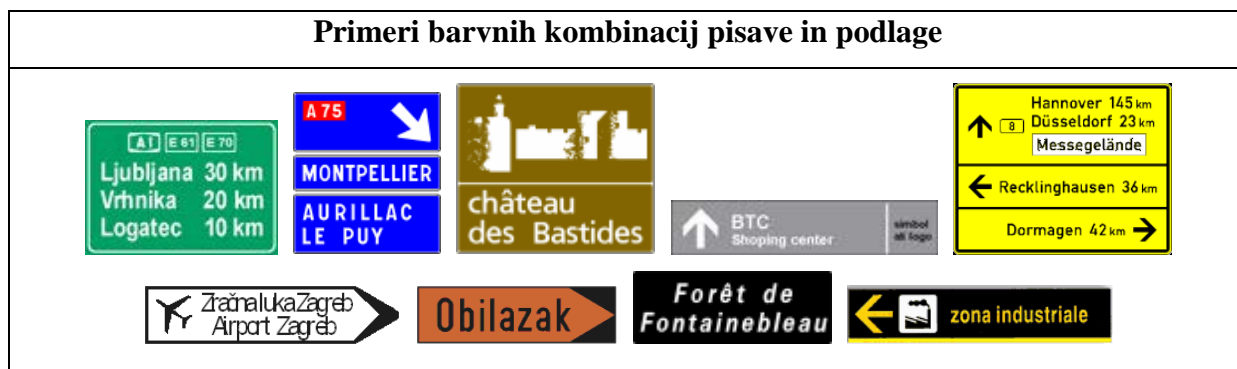 Primeri barvnih kombinacij pisave in podlage
A1 E 61 E 70
Ljubljana 30 km
Vrhnika 20 km
Logatec 10 km
A 75
MONTPELLIER
AURILLAC
LE PUY
château
des Bastides
BTC
Shoping center
simbol
ali logo
Hannover 145 km
8 Düsseldorf 23 km
Messegelände
Recklinghausen 36 km
Dormagen 42 km
Zračna luka Zagreb
Airport Zagreb
Obilazak
Forêt de
Fontainebleau
zona industriale